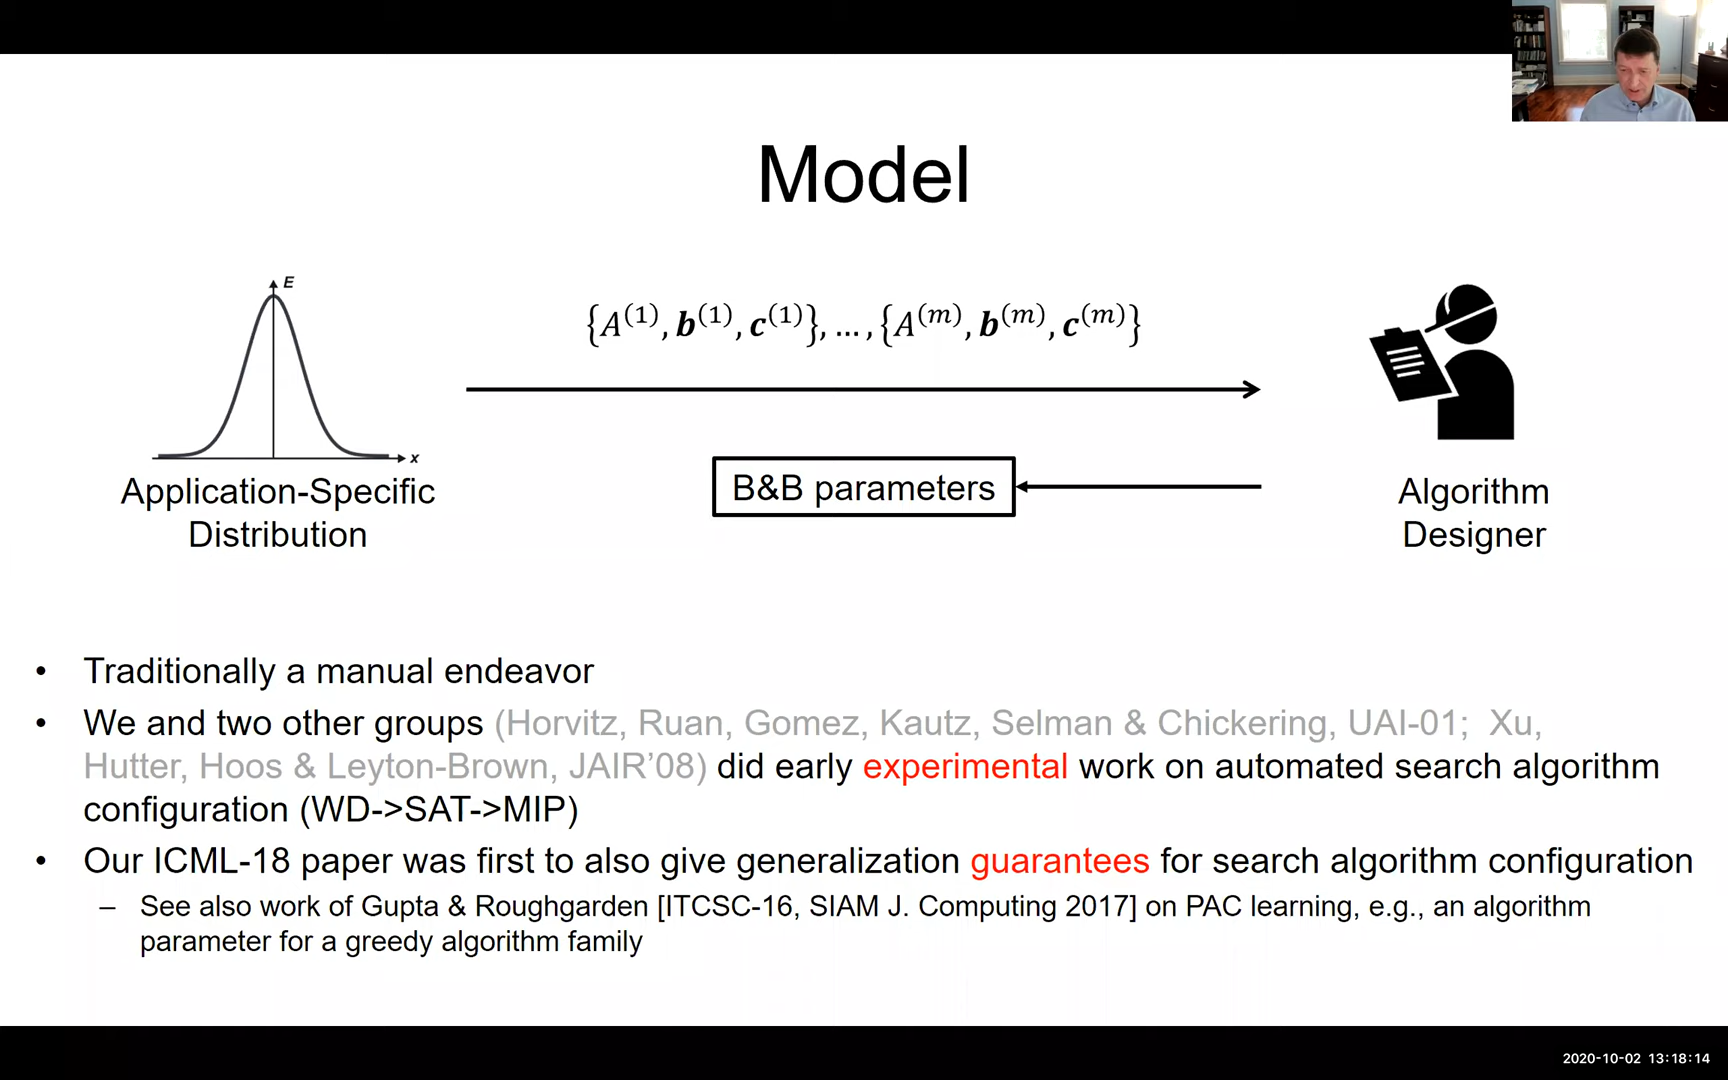 Model
E
{A^(1), b^(1), c^(1)}, …, {A^(m), b^(m), c^(m)}
x
Application-Specific
Distribution
B&B parameters
Algorithm
Designer
• Traditionally a manual endeavor
• We and two other groups (Horvitz, Ruan, Gomez, Kautz, Selman & Chickering, UAI-01; Xu,
Hutter, Hoos & Leyton-Brown, JAIR’08) did early experimental work on automated search algorithm
configuration (WD->SAT->MIP)
• Our ICML-18 paper was first to also give generalization guarantees for search algorithm configuration
– See also work of Gupta & Roughgarden [ITCSC-16, SIAM J. Computing 2017] on PAC learning, e.g., an algorithm
parameter for a greedy algorithm family
2020-10-02 13:18:14